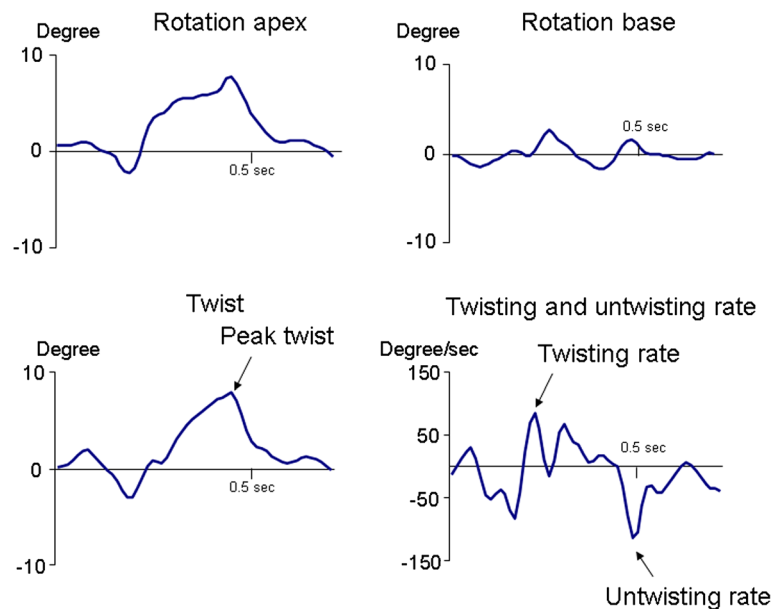 Rotation apex
Degree
10
0
-10
0.5 sec
Rotation base
Degree
10
0
-10
0.5 sec
Twist
Peak twist
Degree
10
0
-10
0.5 sec
Twisting and untwisting rate
Degree/sec
Twisting rate
150
50
-50
-150
0.5 sec
Untwisting rate